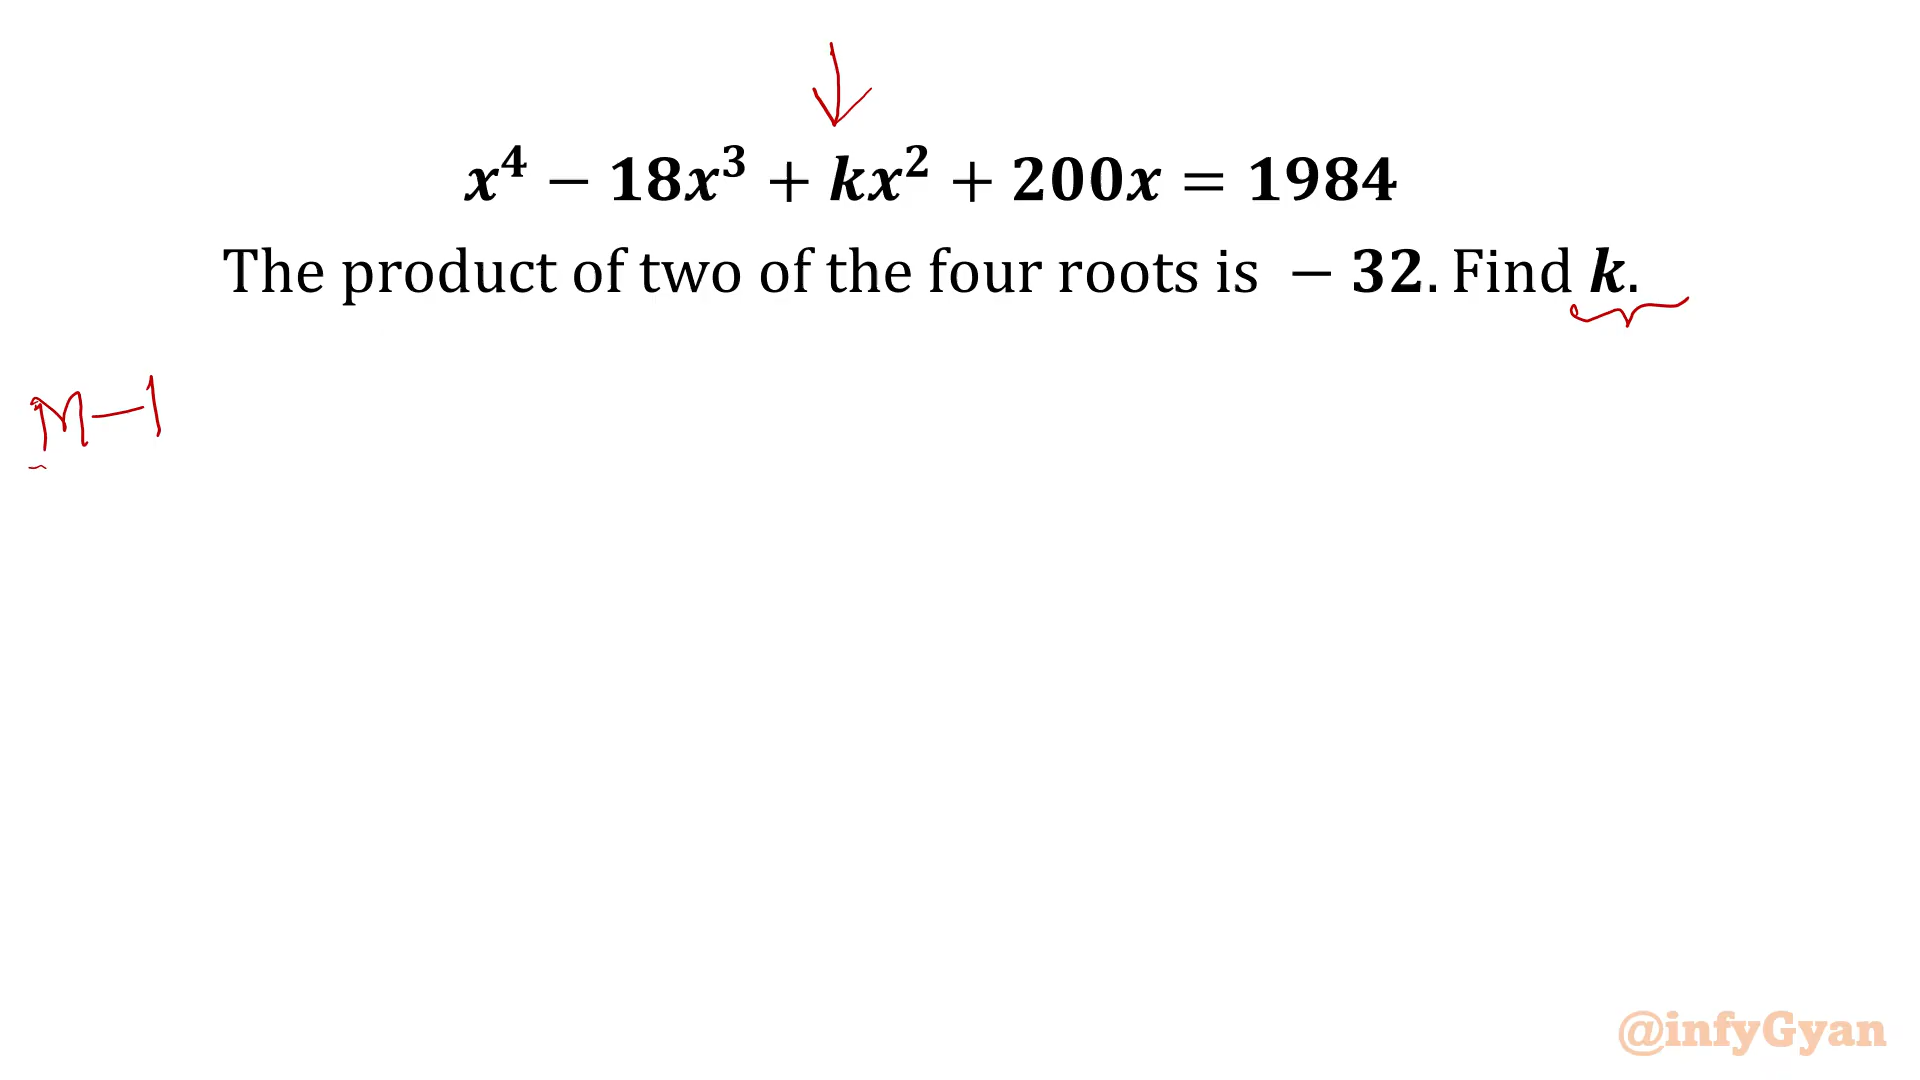 x⁴ − 18x³ + kx² + 200x = 1984
The product of two of the four roots is − 32. Find k.
M−1
@infyGyan